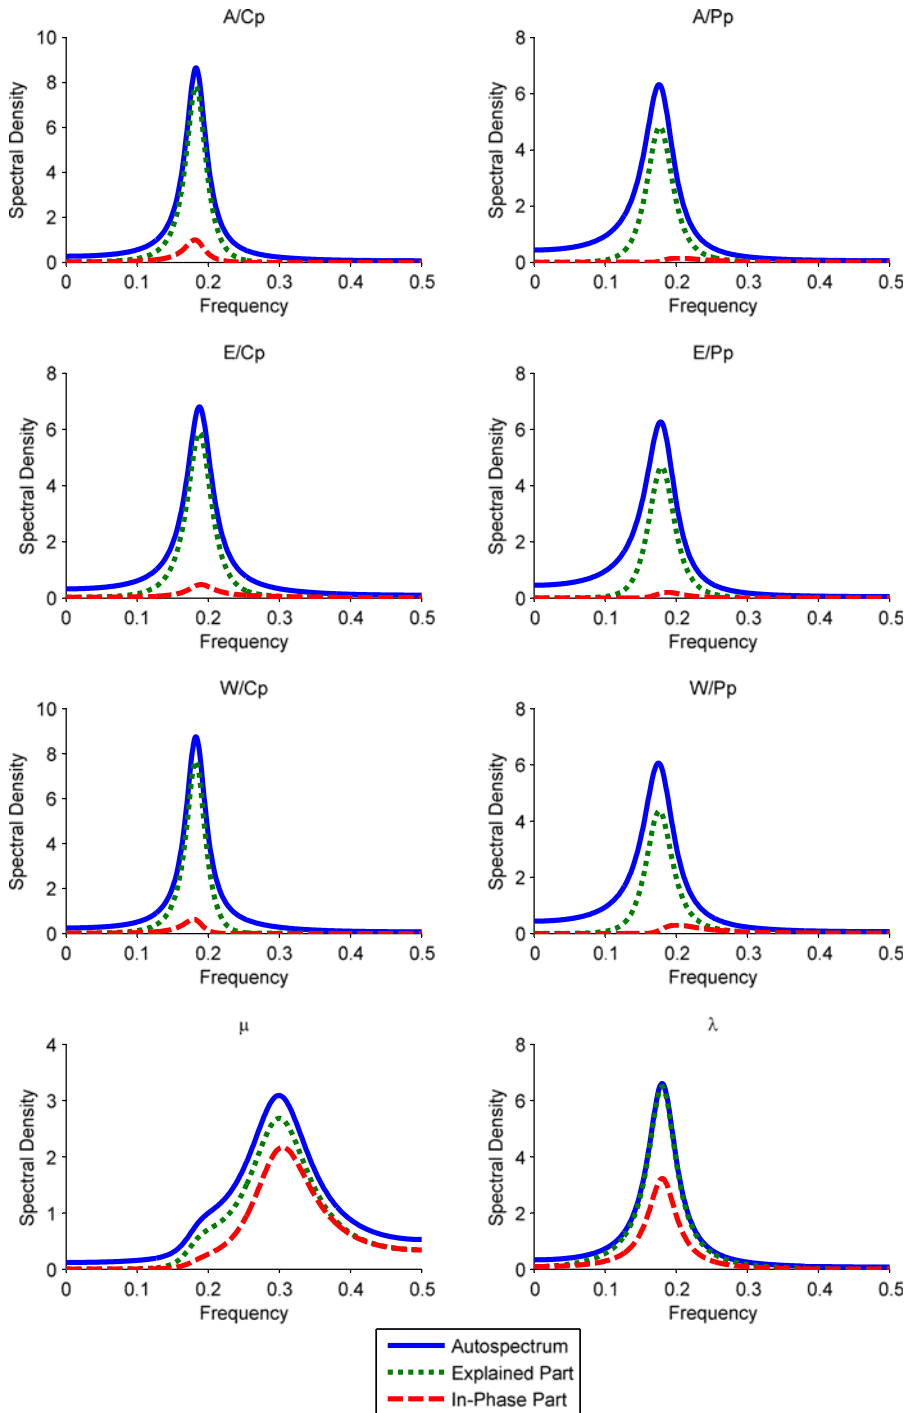 A/Cp
Spectral Density
10
8
6
4
2
0
0 0.1 0.2 0.3 0.4 0.5
Frequency
A/Pp
Spectral Density
8
6
4
2
0
0 0.1 0.2 0.3 0.4 0.5
Frequency
E/Cp
Spectral Density
8
6
4
2
0
0 0.1 0.2 0.3 0.4 0.5
Frequency
E/Pp
Spectral Density
8
6
4
2
0
0 0.1 0.2 0.3 0.4 0.5
Frequency
W/Cp
Spectral Density
10
8
6
4
2
0
0 0.1 0.2 0.3 0.4 0.5
Frequency
W/Pp
Spectral Density
8
6
4
2
0
0 0.1 0.2 0.3 0.4 0.5
Frequency
μ
Spectral Density
4
3
2
1
0
0 0.1 0.2 0.3 0.4 0.5
Frequency
λ
Spectral Density
8
6
4
2
0
0 0.1 0.2 0.3 0.4 0.5
Frequency
Autospectrum
Explained Part
In-Phase Part